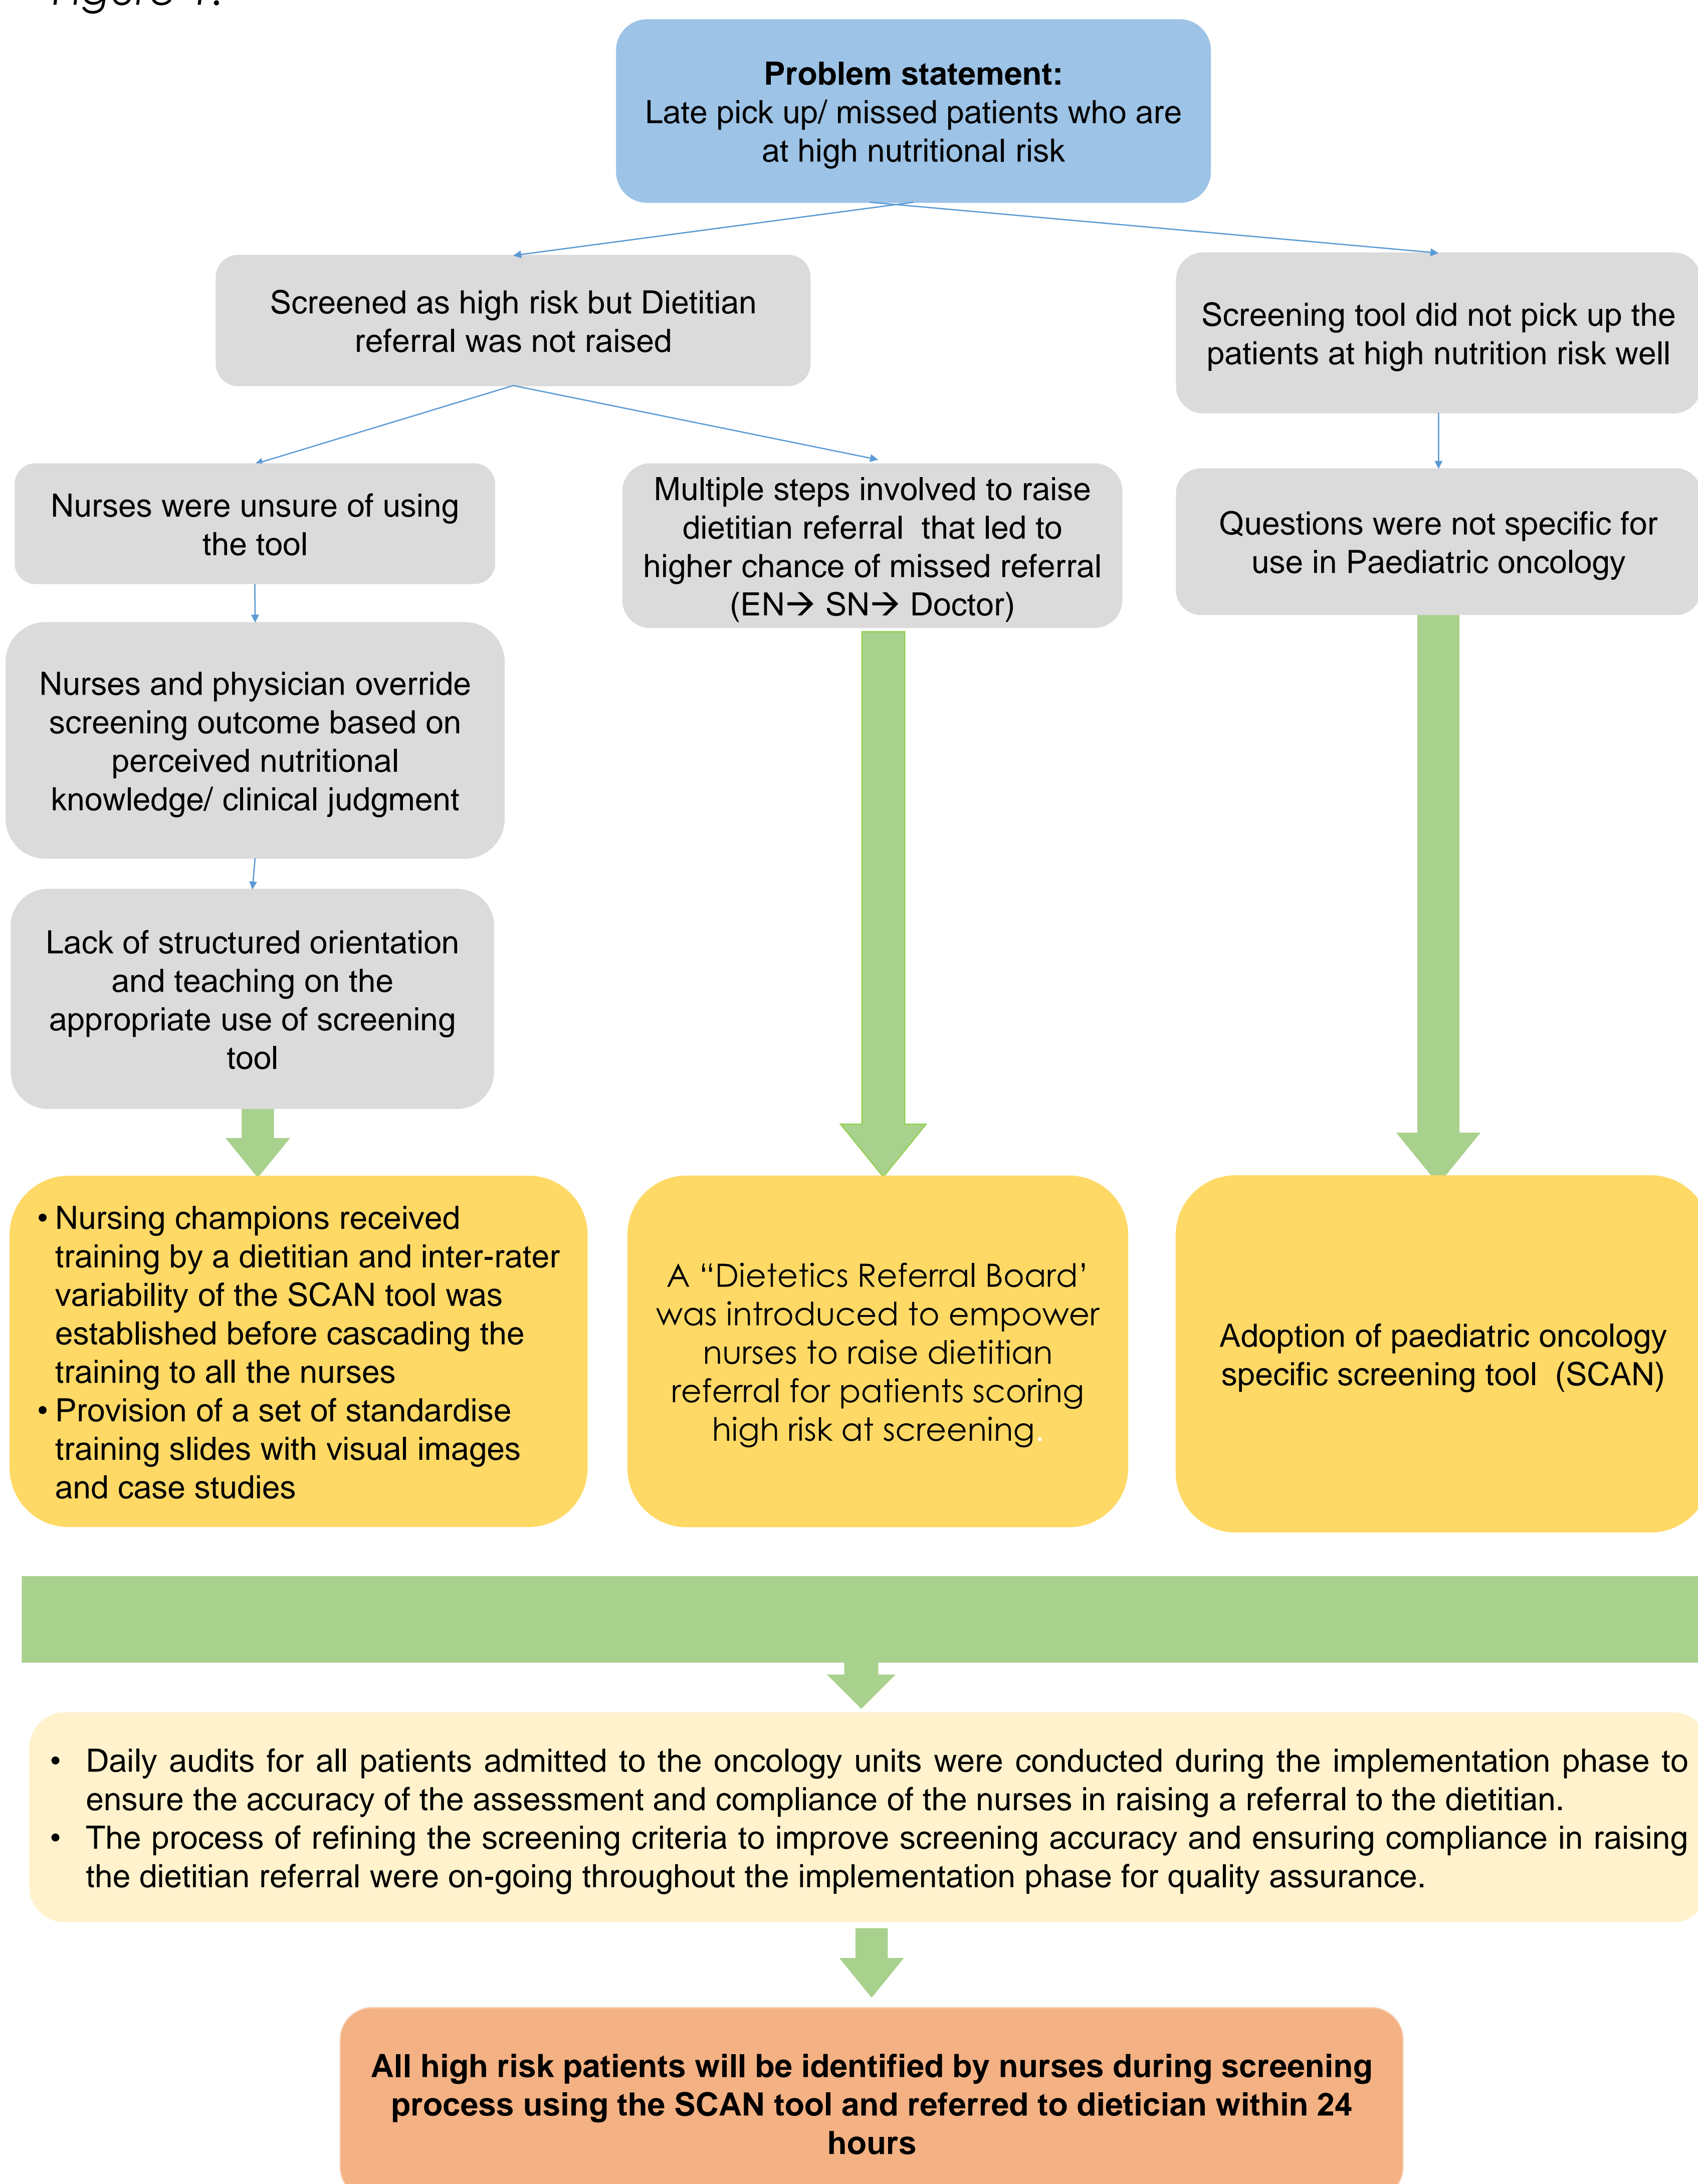 Figure 1.
Problem statement:
Late pick up/ missed patients who are
at high nutritional risk
Screened as high risk but Dietitian
referral was not raised
Screening tool did not pick up the
patients at high nutrition risk well
Nurses were unsure of using
the tool
Multiple steps involved to raise
dietitian referral that led to
higher chance of missed referral
(EN→ SN→ Doctor)
Questions were not specific for
use in Paediatric oncology
Nurses and physician override
screening outcome based on
perceived nutritional
knowledge/ clinical judgment
Lack of structured orientation
and teaching on the
appropriate use of screening
tool
• Nursing champions received
training by a dietitian and inter-rater
variability of the SCAN tool was
established before cascading the
training to all the nurses
• Provision of a set of standardise
training slides with visual images
and case studies
A “Dietetics Referral Board’
was introduced to empower
nurses to raise dietitian
referral for patients scoring
high risk at screening.
Adoption of paediatric oncology
specific screening tool (SCAN)
• Daily audits for all patients admitted to the oncology units were conducted during the implementation phase to
ensure the accuracy of the assessment and compliance of the nurses in raising a referral to the dietitian.
• The process of refining the screening criteria to improve screening accuracy and ensuring compliance in raising
the dietitian referral were on-going throughout the implementation phase for quality assurance.
All high risk patients will be identified by nurses during screening
process using the SCAN tool and referred to dietician within 24
hours